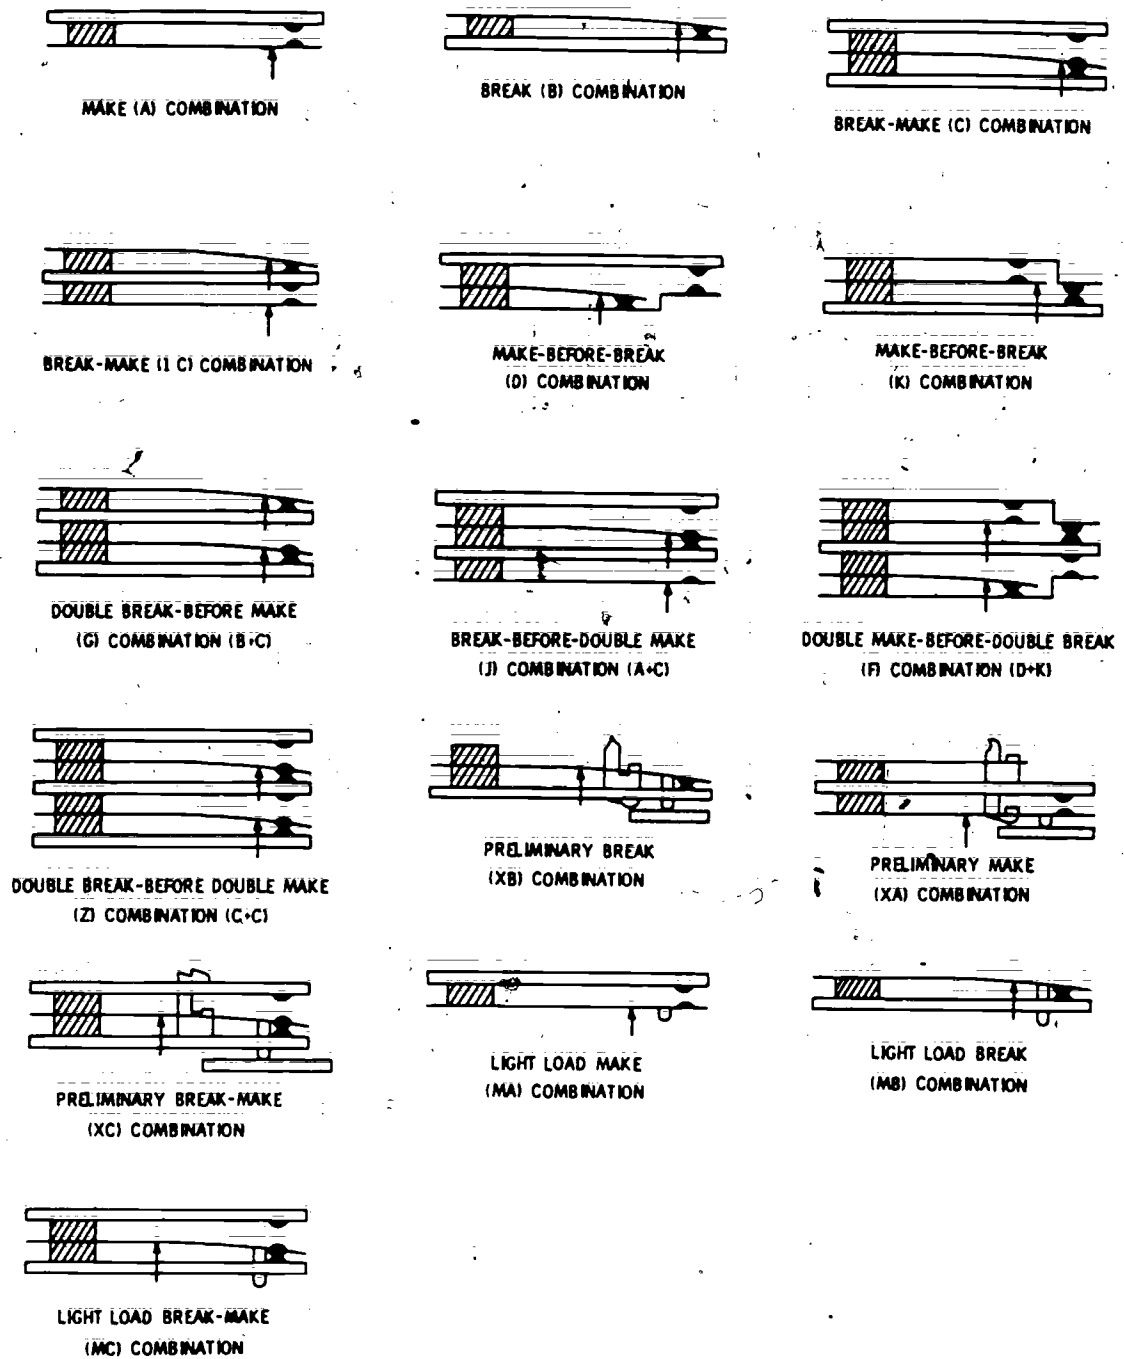 MAKE (A) COMBINATION
BREAK (B) COMBINATION
BREAK-MAKE (C) COMBINATION
BREAK-MAKE (1 C) COMBINATION
MAKE-BEFORE-BREAK
(D) COMBINATION
MAKE-BEFORE-BREAK
(K) COMBINATION
DOUBLE BREAK-BEFORE MAKE
(G) COMBINATION (B+C)
BREAK-BEFORE-DOUBLE MAKE
(J) COMBINATION (A+C)
DOUBLE MAKE-BEFORE-DOUBLE BREAK
(F) COMBINATION (D+K)
DOUBLE BREAK-BEFORE DOUBLE MAKE
(Z) COMBINATION (C+C)
PRELIMINARY BREAK
(XB) COMBINATION
PRELIMINARY MAKE
(XA) COMBINATION
PRELIMINARY BREAK-MAKE
(XC) COMBINATION
LIGHT LOAD MAKE
(MA) COMBINATION
LIGHT LOAD BREAK
(MB) COMBINATION
LIGHT LOAD BREAK-MAKE
(MC) COMBINATION